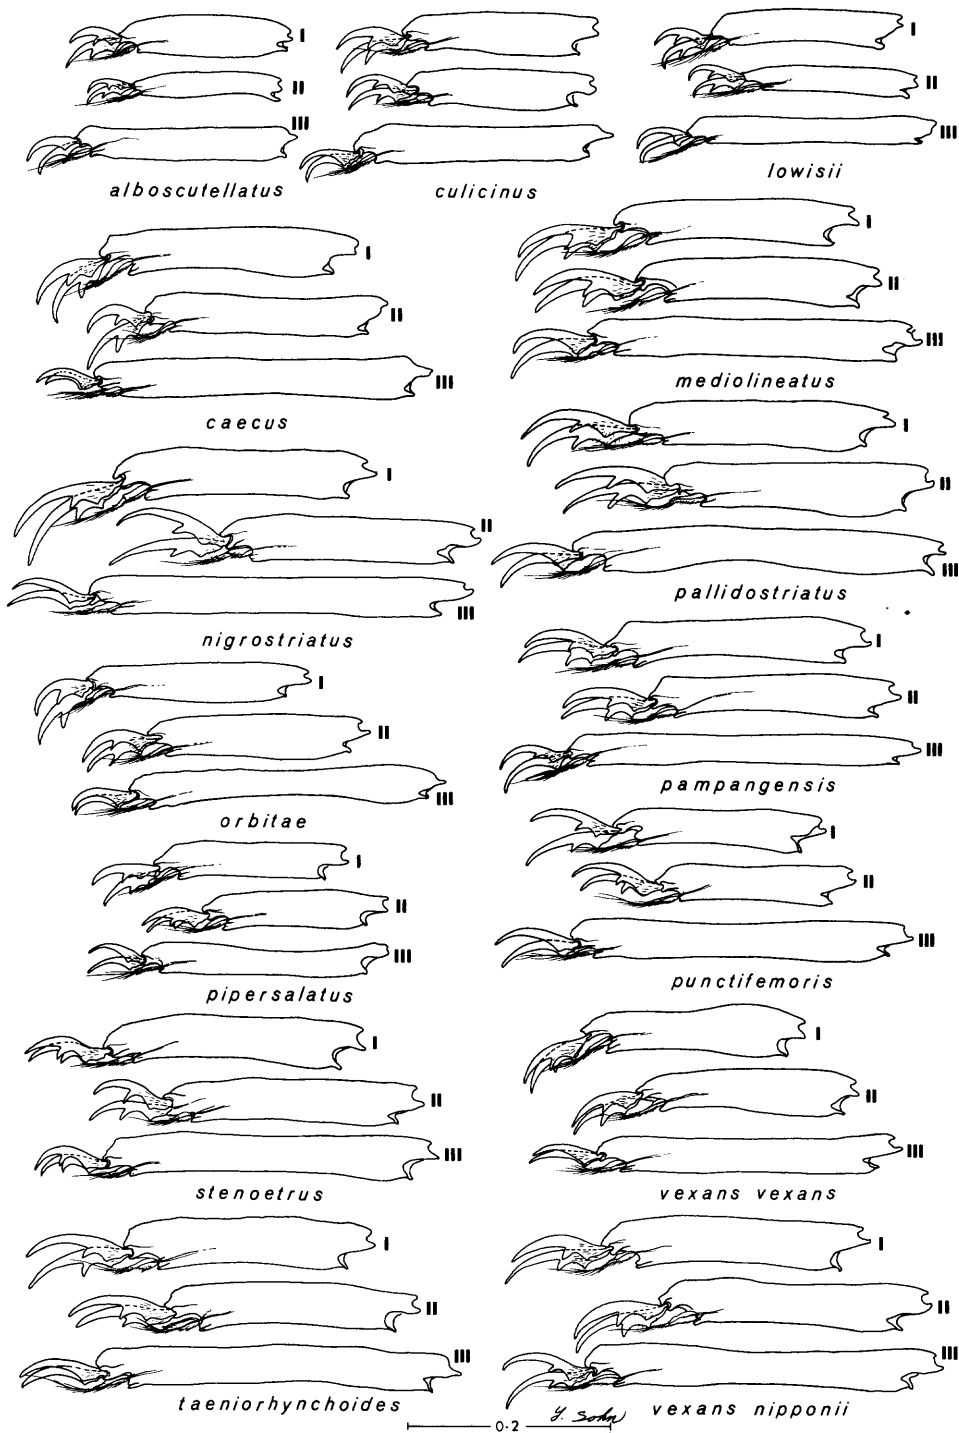 I
II
III
alboscutellatus
culicinus
I
II
III
lowisii
I
II
III
caecus
I
II
III
mediolineatus
I
II
III
nigrostriatus
I
II
III
pallidostriatus
I
II
III
orbitae
I
II
III
pampangensis
I
II
III
pipersalatus
I
II
III
punctifemoris
I
II
III
stenoetrus
I
II
III
vexans vexans
I
II
III
taeniorhynchoides
I
II
III
vexans nipponii
0·2
Y. Sohn